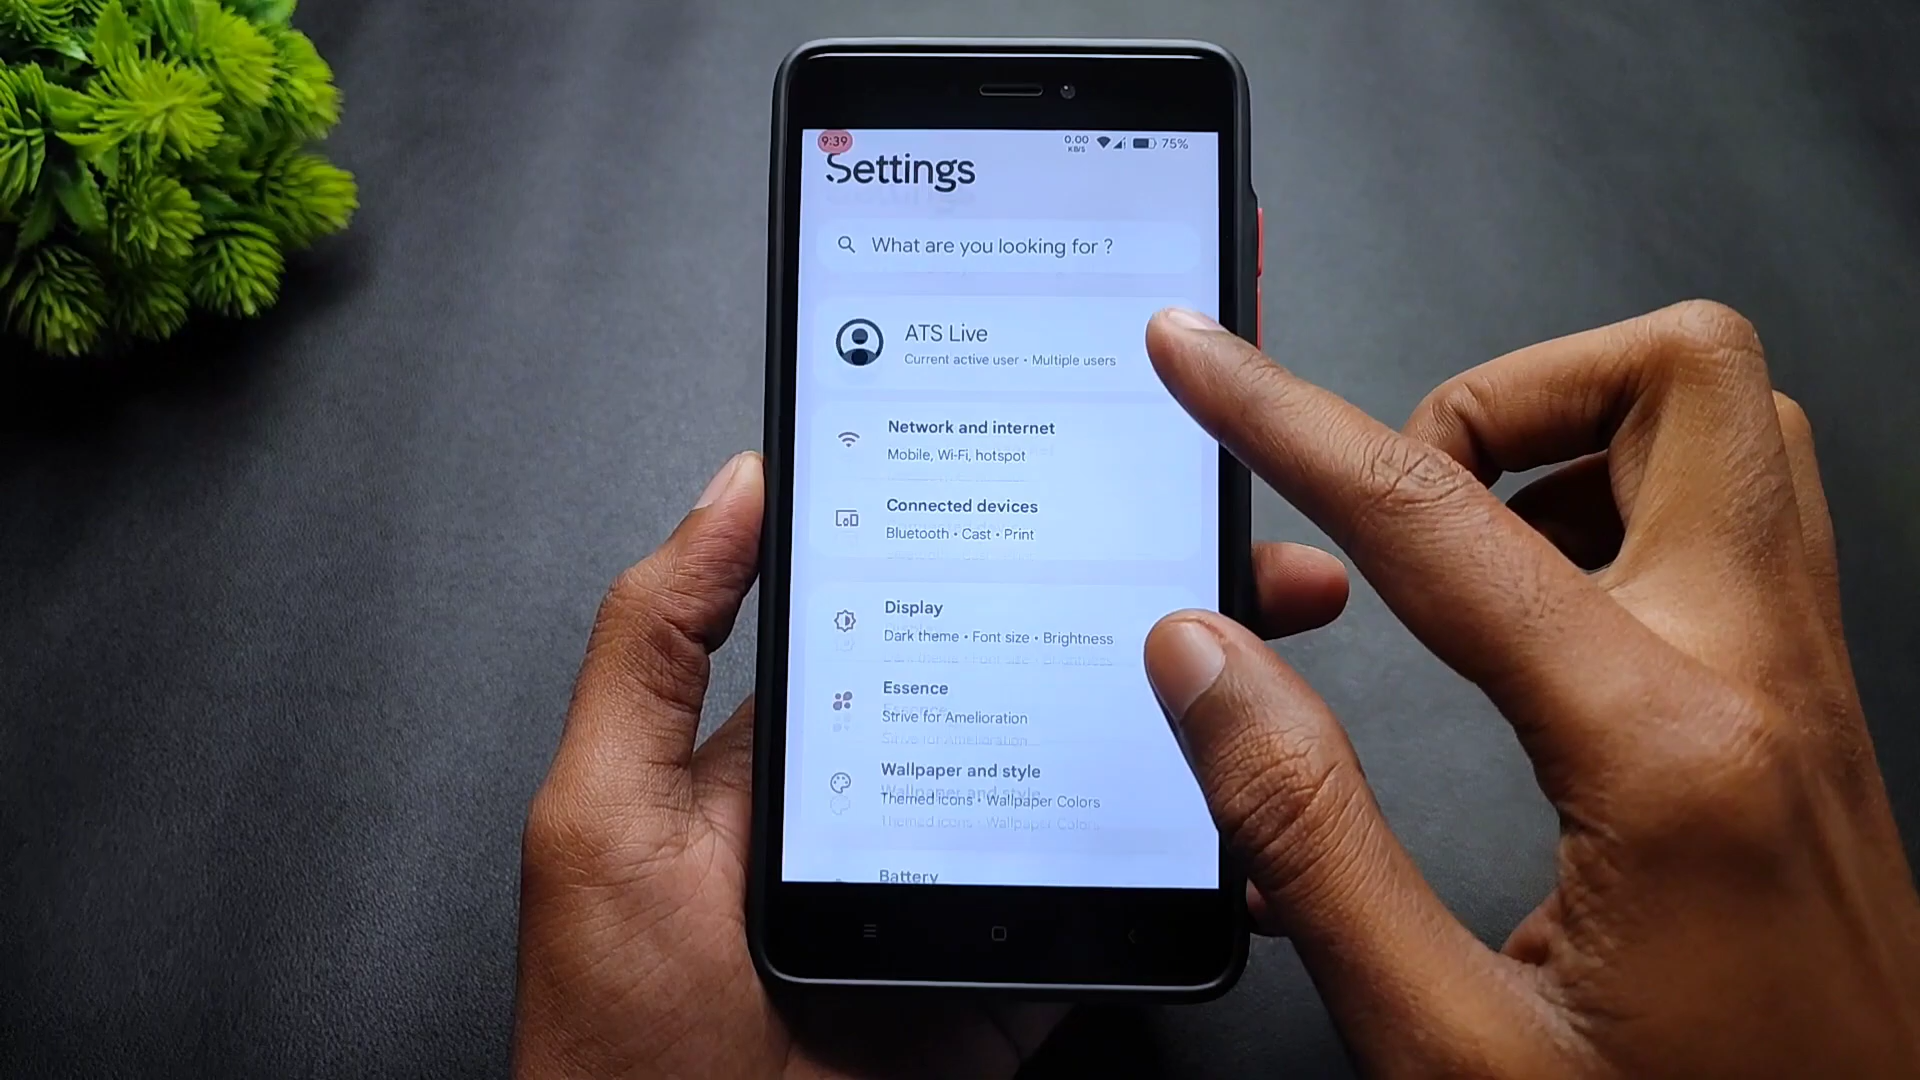 9:39
0.00
KB/S
75%
Settings
What are you looking for ?
ATS Live
Current active user • Multiple users
Network and internet
Mobile, Wi-Fi, hotspot
Connected devices
Bluetooth • Cast • Print
Display
Dark theme • Font size • Brightness
Essence
Strive for Amelioration
Wallpaper and style
Themed icons • Wallpaper Colors
Battery